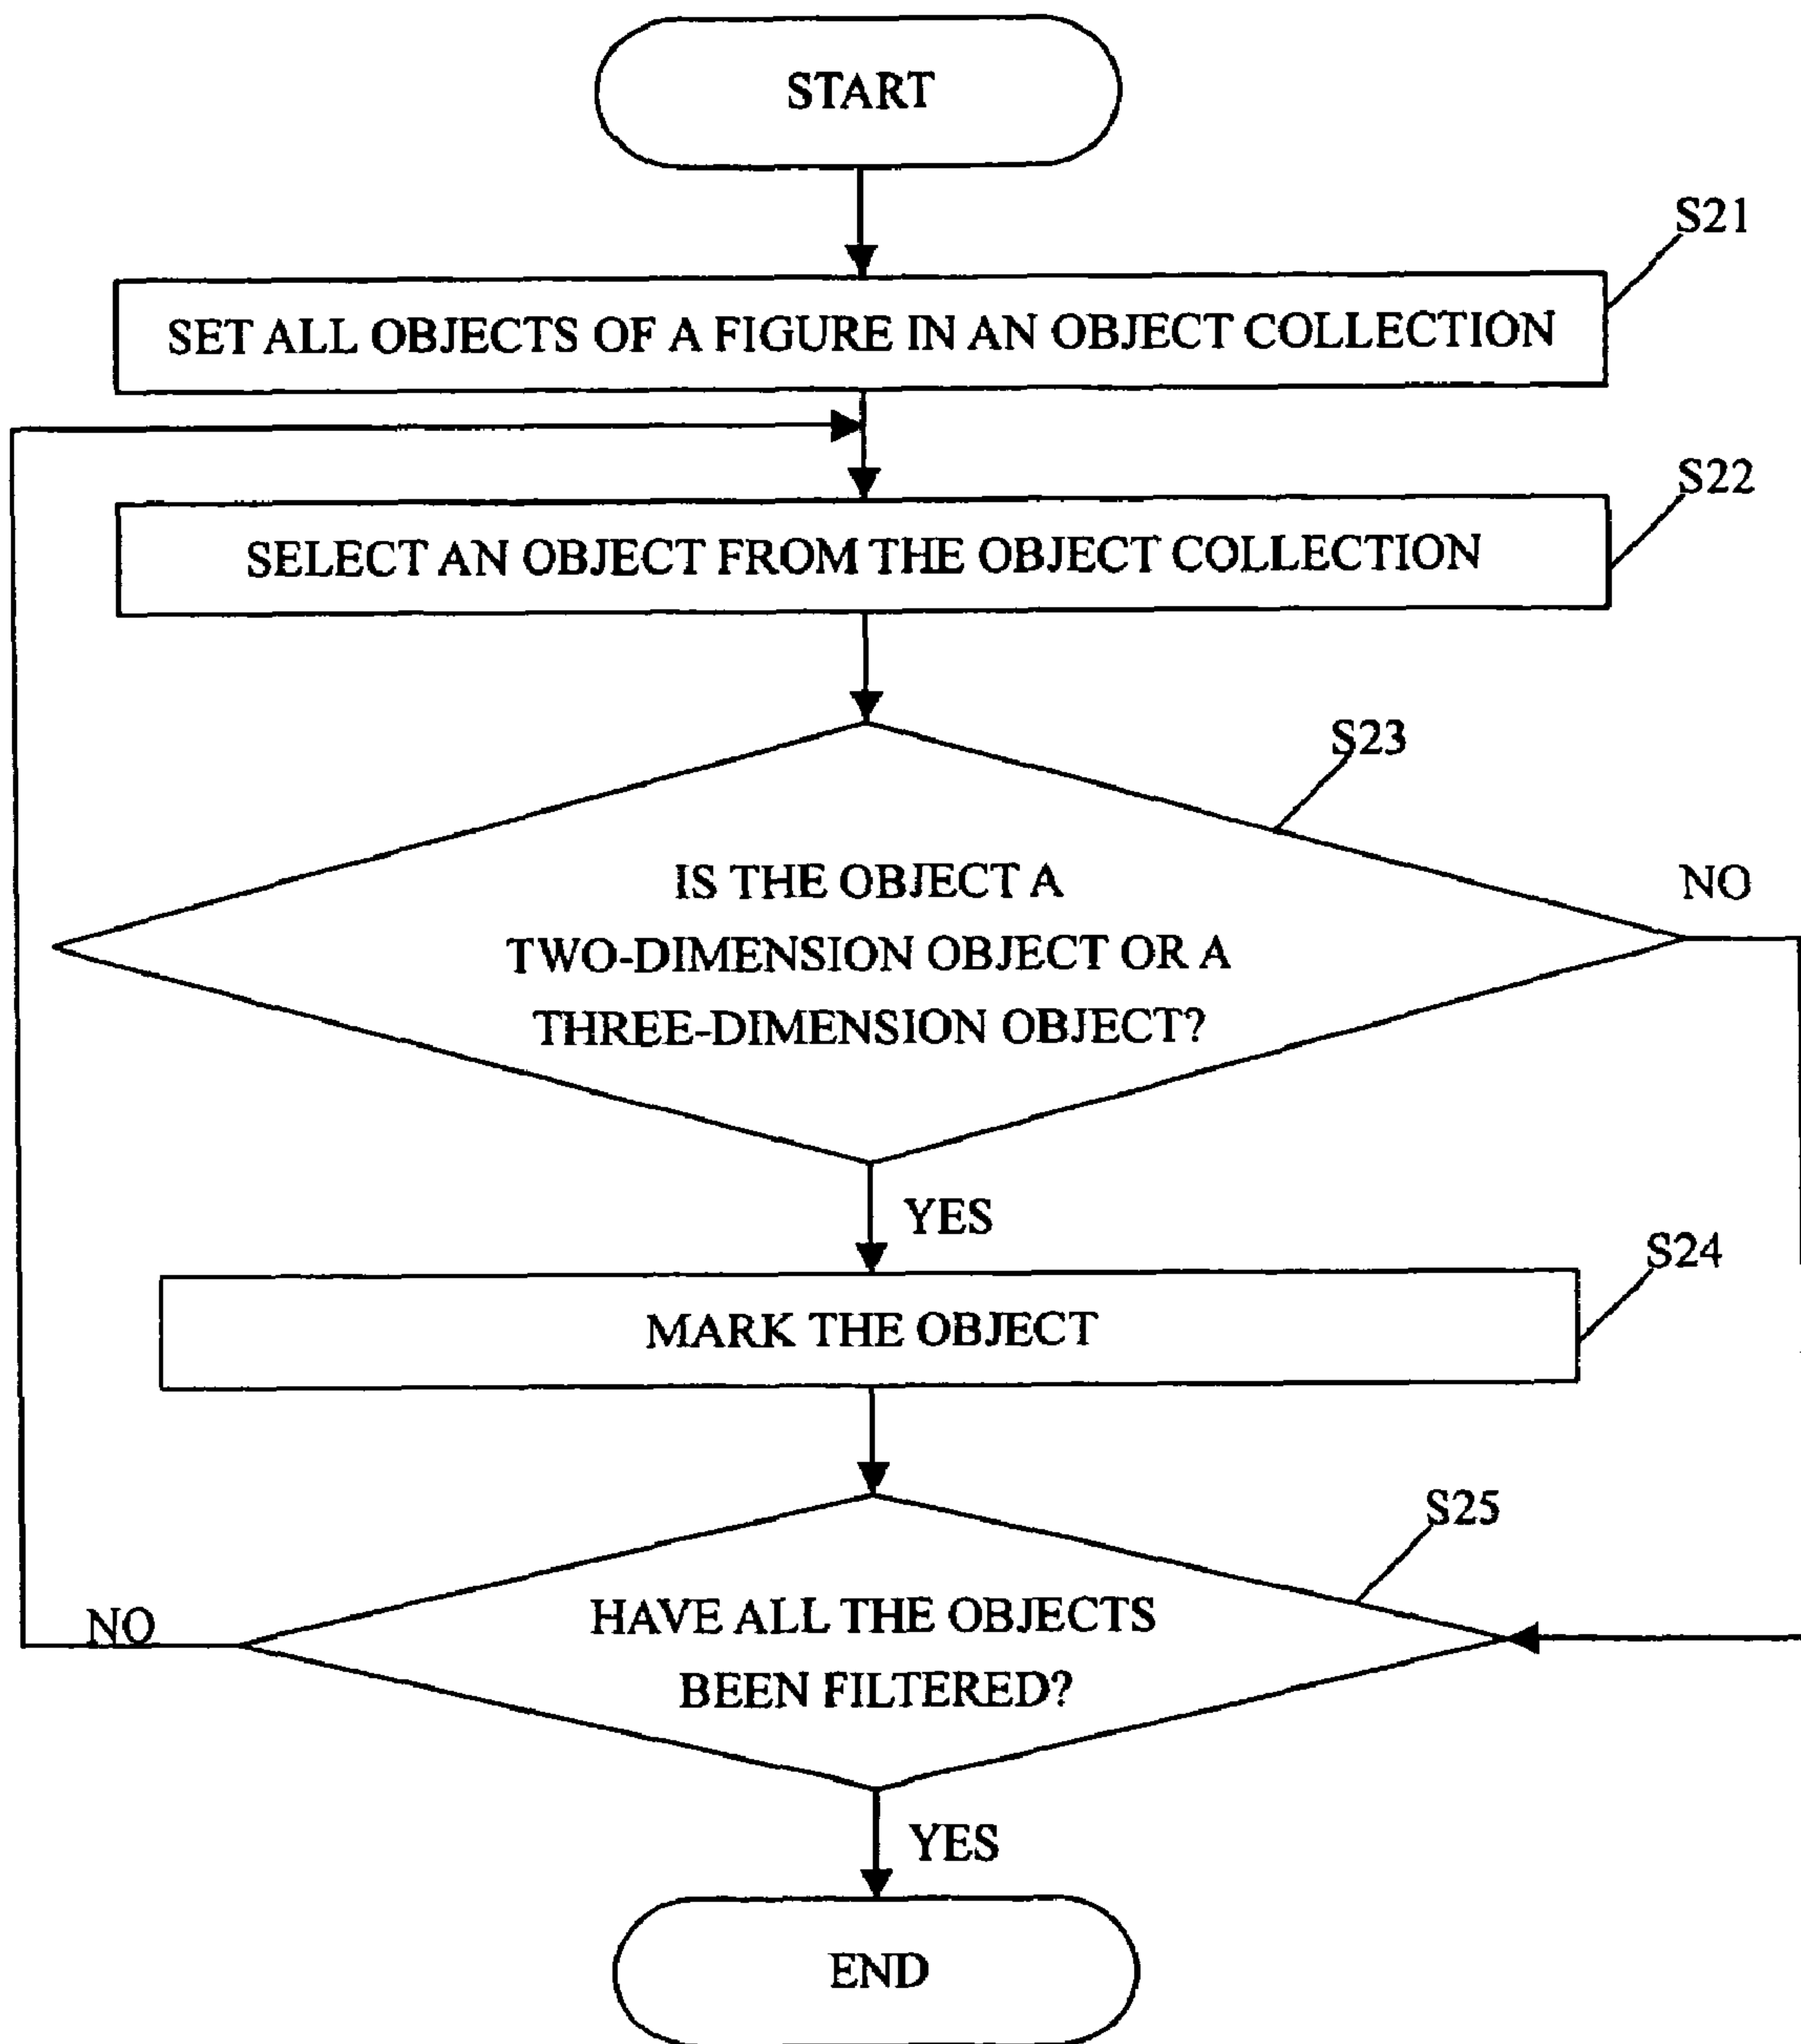 START
S21
SET ALL OBJECTS OF A FIGURE IN AN OBJECT COLLECTION
S22
SELECT AN OBJECT FROM THE OBJECT COLLECTION
S23
IS THE OBJECT A
NO
TWO-DIMENSION OBJECT OR A
THREE-DIMENSION OBJECT?
YES
S24
MARK THE OBJECT
S25
HAVE ALL THE OBJECTS
NO
BEEN FILTERED?
YES
END